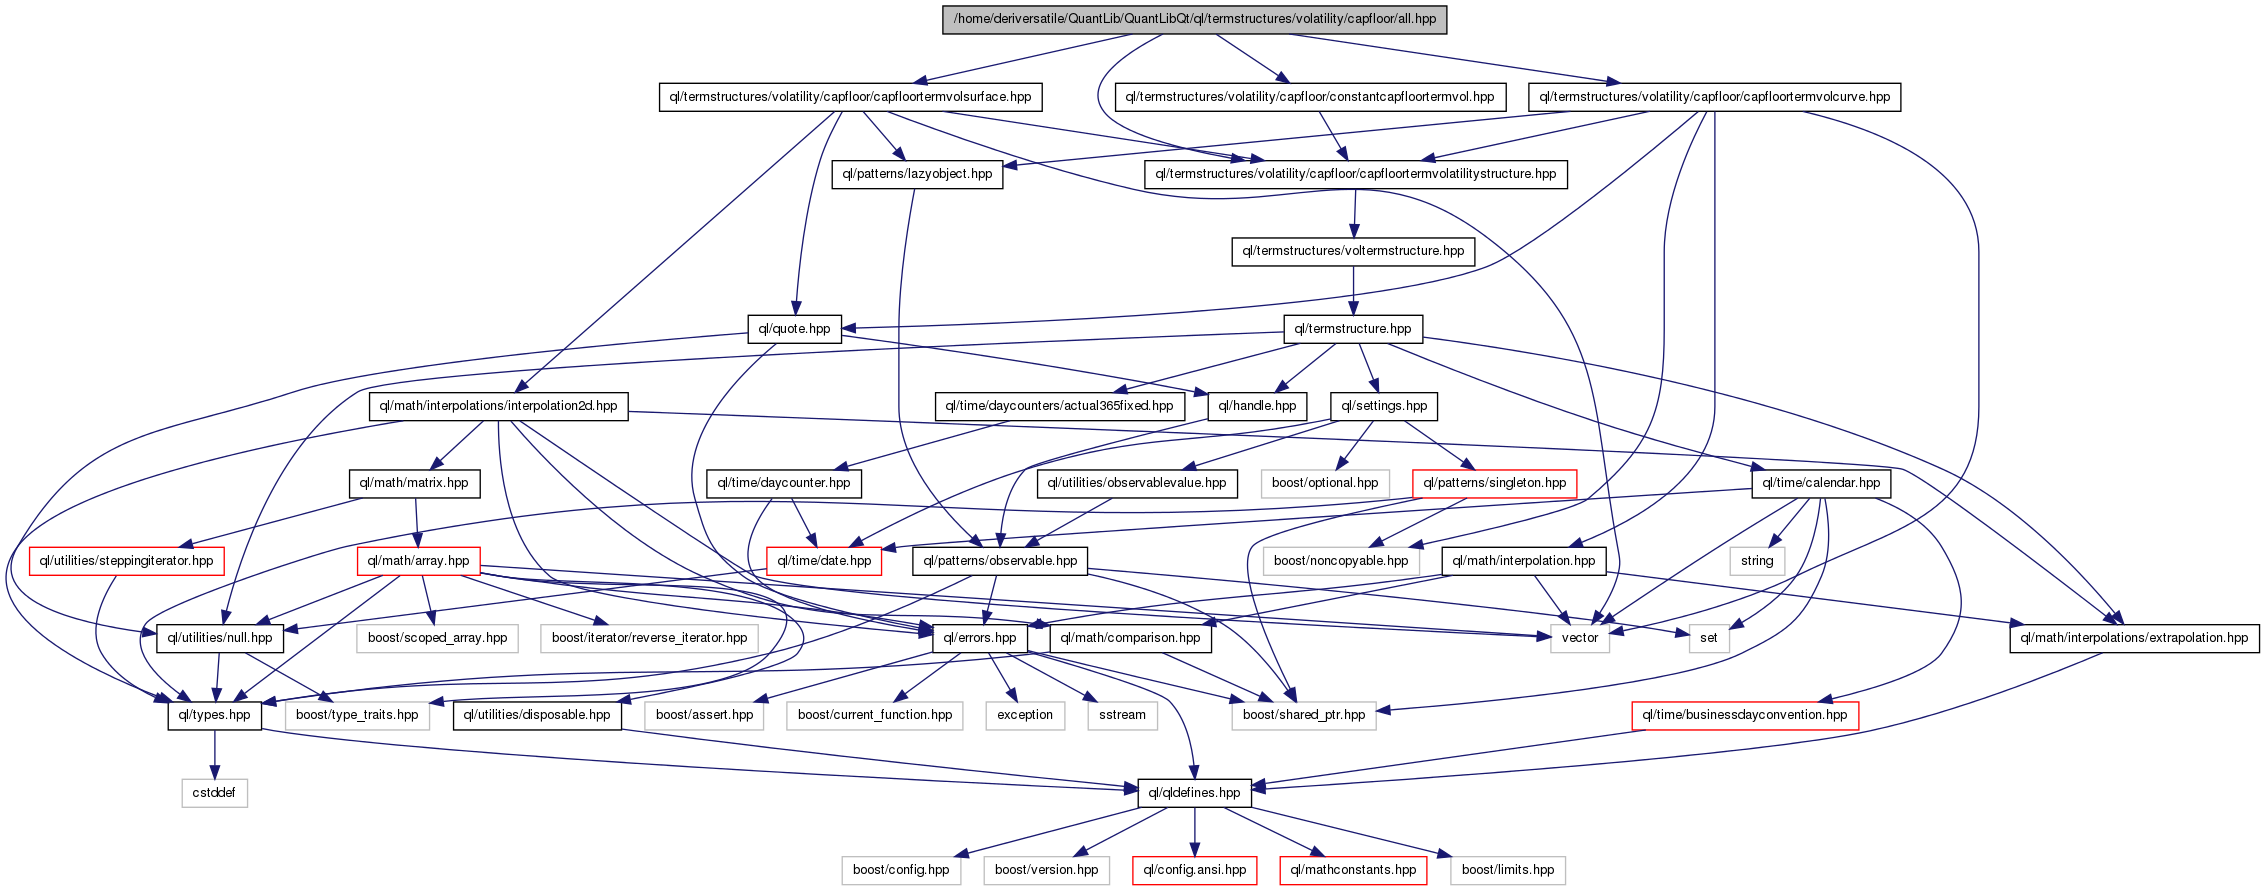 /home/deriversatile/QuantLib/QuantLibQt/ql/termstructures/volatility/capfloor/all.hpp
ql/termstructures/volatility/capfloor/capfloortermvolsurface.hpp
ql/termstructures/volatility/capfloor/constantcapfloortermvol.hpp
ql/termstructures/volatility/capfloor/capfloortermvolcurve.hpp
ql/patterns/lazyobject.hpp
ql/termstructures/volatility/capfloor/capfloortermvolatilitystructure.hpp
ql/termstructures/voltermstructure.hpp
ql/quote.hpp
ql/termstructure.hpp
ql/math/interpolations/interpolation2d.hpp
ql/time/daycounters/actual365fixed.hpp
ql/handle.hpp
ql/settings.hpp
ql/math/matrix.hpp
ql/time/daycounter.hpp
ql/utilities/observablevalue.hpp
boost/optional.hpp
ql/patterns/singleton.hpp
ql/time/calendar.hpp
ql/utilities/steppingiterator.hpp
ql/math/array.hpp
ql/time/date.hpp
ql/patterns/observable.hpp
boost/noncopyable.hpp
ql/math/interpolation.hpp
string
ql/utilities/null.hpp
boost/scoped_array.hpp
boost/iterator/reverse_iterator.hpp
ql/errors.hpp
ql/math/comparison.hpp
vector
set
ql/math/interpolations/extrapolation.hpp
ql/types.hpp
boost/type_traits.hpp
ql/utilities/disposable.hpp
boost/assert.hpp
boost/current_function.hpp
exception
sstream
boost/shared_ptr.hpp
ql/time/businessdayconvention.hpp
cstddef
ql/qldefines.hpp
boost/config.hpp
boost/version.hpp
ql/config.ansi.hpp
ql/mathconstants.hpp
boost/limits.hpp